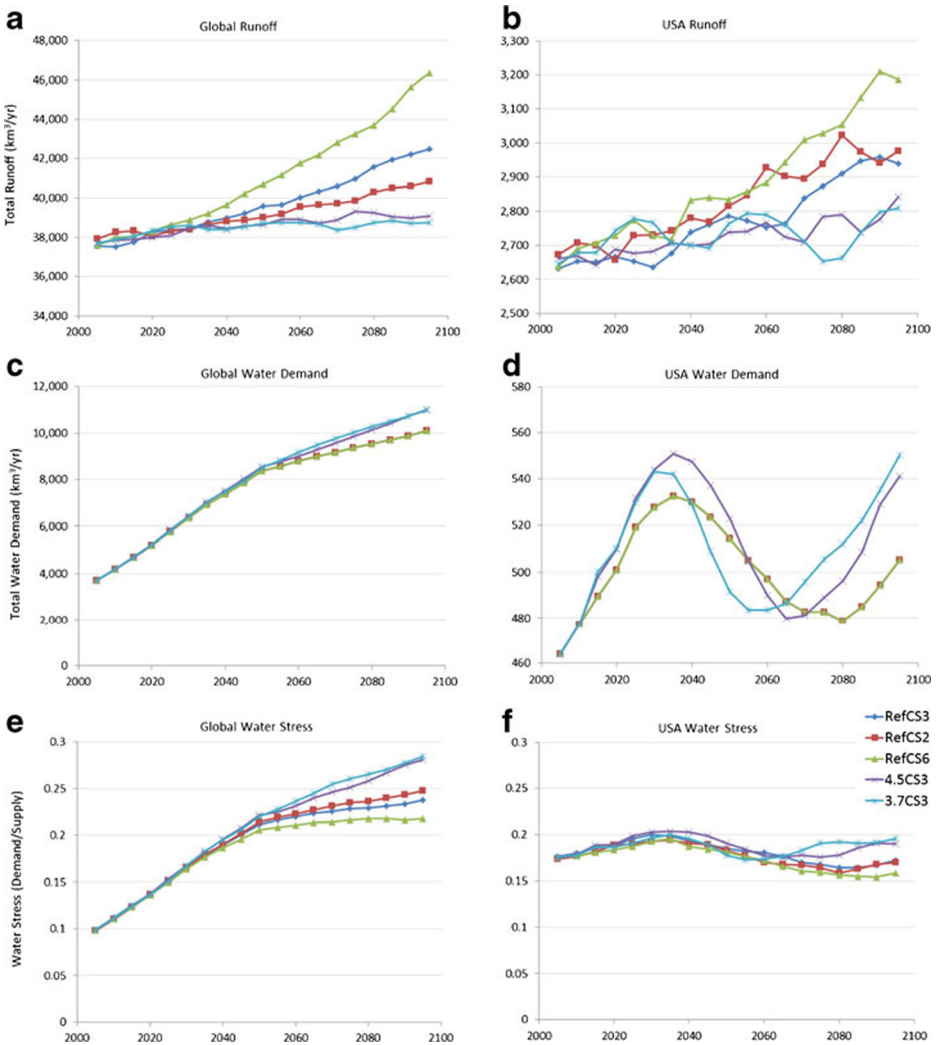 a
Global Runoff
Total Runoff (km³/yr)
48,000
46,000
44,000
42,000
40,000
38,000
36,000
34,000
2000 2020 2040 2060 2080 2100
b
USA Runoff
3,300
3,200
3,100
3,000
2,900
2,800
2,700
2,600
2,500
2000 2020 2040 2060 2080 2100
c
Global Water Demand
Total Water Demand (km³/yr)
12,000
10,000
8,000
6,000
4,000
2,000
0
2000 2020 2040 2060 2080 2100
d
USA Water Demand
580
560
540
520
500
480
460
2000 2020 2040 2060 2080 2100
e
Global Water Stress
Water Stress (Demand/Supply)
0.3
0.25
0.2
0.15
0.1
0.05
0
2000 2020 2040 2060 2080 2100
f
USA Water Stress
0.3
0.25
0.2
0.15
0.1
0.05
0
2000 2020 2040 2060 2080 2100
RefCS3
RefCS2
RefCS6
4.5CS3
3.7CS3